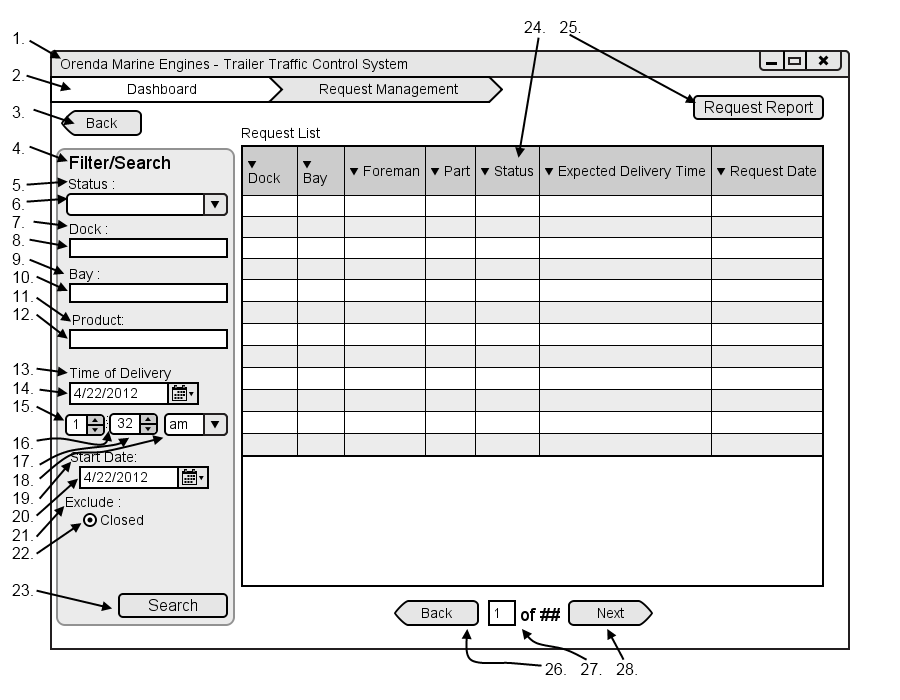 24. 25.
1.
Orenda Marine Engines - Trailer Traffic Control System
2.
Dashboard Request Management
3.
Back
Request Report
Request List
4.
Filter/Search
5.
Status :
6.
7.
Dock :
8.
9.
Bay :
10.
11.
Product:
12.
13.
Time of Delivery
14.
4/22/2012
15.
1 : 32 am
16.
17.
18.
Start Date:
19.
4/22/2012
20.
Exclude :
21.
Closed
22.
23.
Search
▼ Dock ▼ Bay ▼ Foreman ▼ Part ▼ Status ▼ Expected Delivery Time ▼ Request Date
Back 1 of ## Next
26. 27. 28.